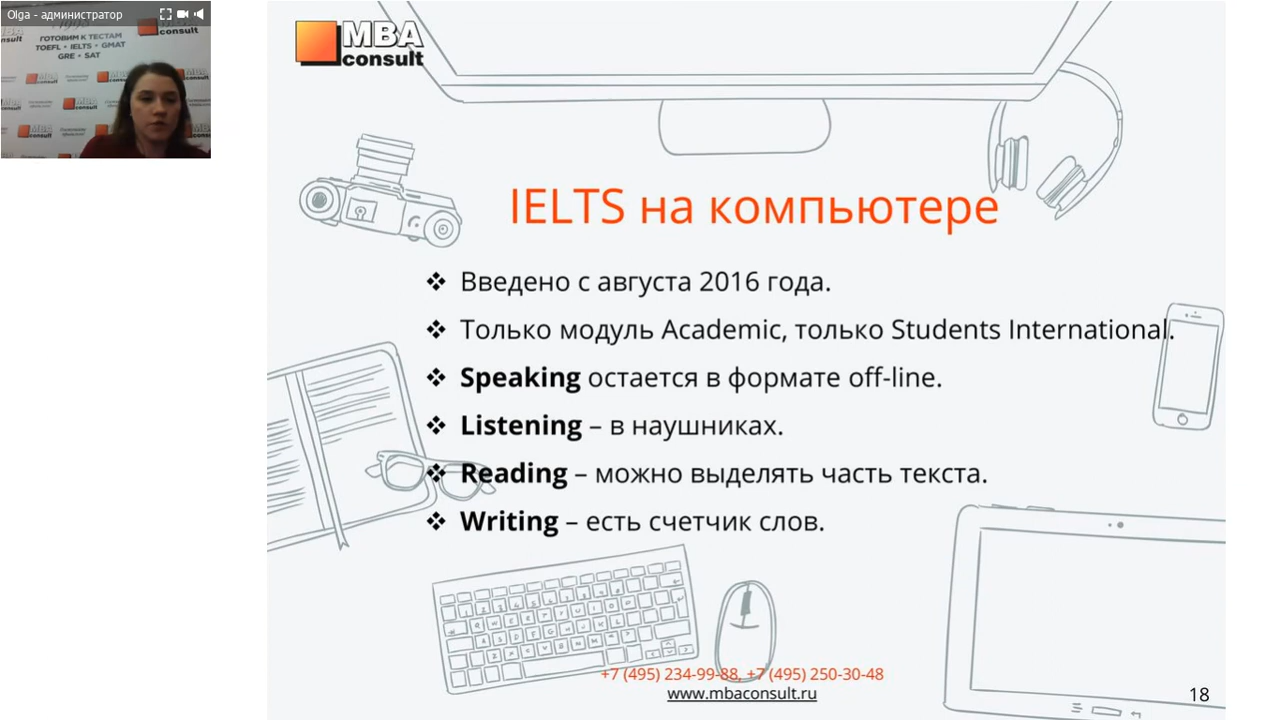 Olga - администратор
ГОТОВИМ К ТЕСТАМ
TOEFL • IELTS • GMAT
GRE • SAT
MBA
consult
MBA
consult
IELTS на компьютере
❖ Введено с августа 2016 года.
❖ Только модуль Academic, только Students International.
❖ Speaking остается в формате off-line.
❖ Listening – в наушниках.
❖ Reading – можно выделять часть текста.
❖ Writing – есть счетчик слов.
+7 (495) 234-99-88, +7 (495) 250-30-48
www.mbaconsult.ru
18